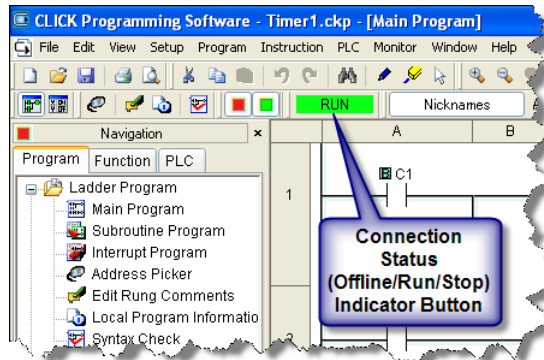 CLICK Programming Software - Timer1.ckp - [Main Program]
File Edit View Setup Program Instruction PLC Monitor Window Help
RUN Nicknames
Navigation
A B
Program Function PLC
Ladder Program
Main Program
Subroutine Program
Interrupt Program
Address Picker
Edit Rung Comments
Local Program Informatio
Syntax Check
1
C1
2
Connection
Status
(Offline/Run/Stop)
Indicator Button